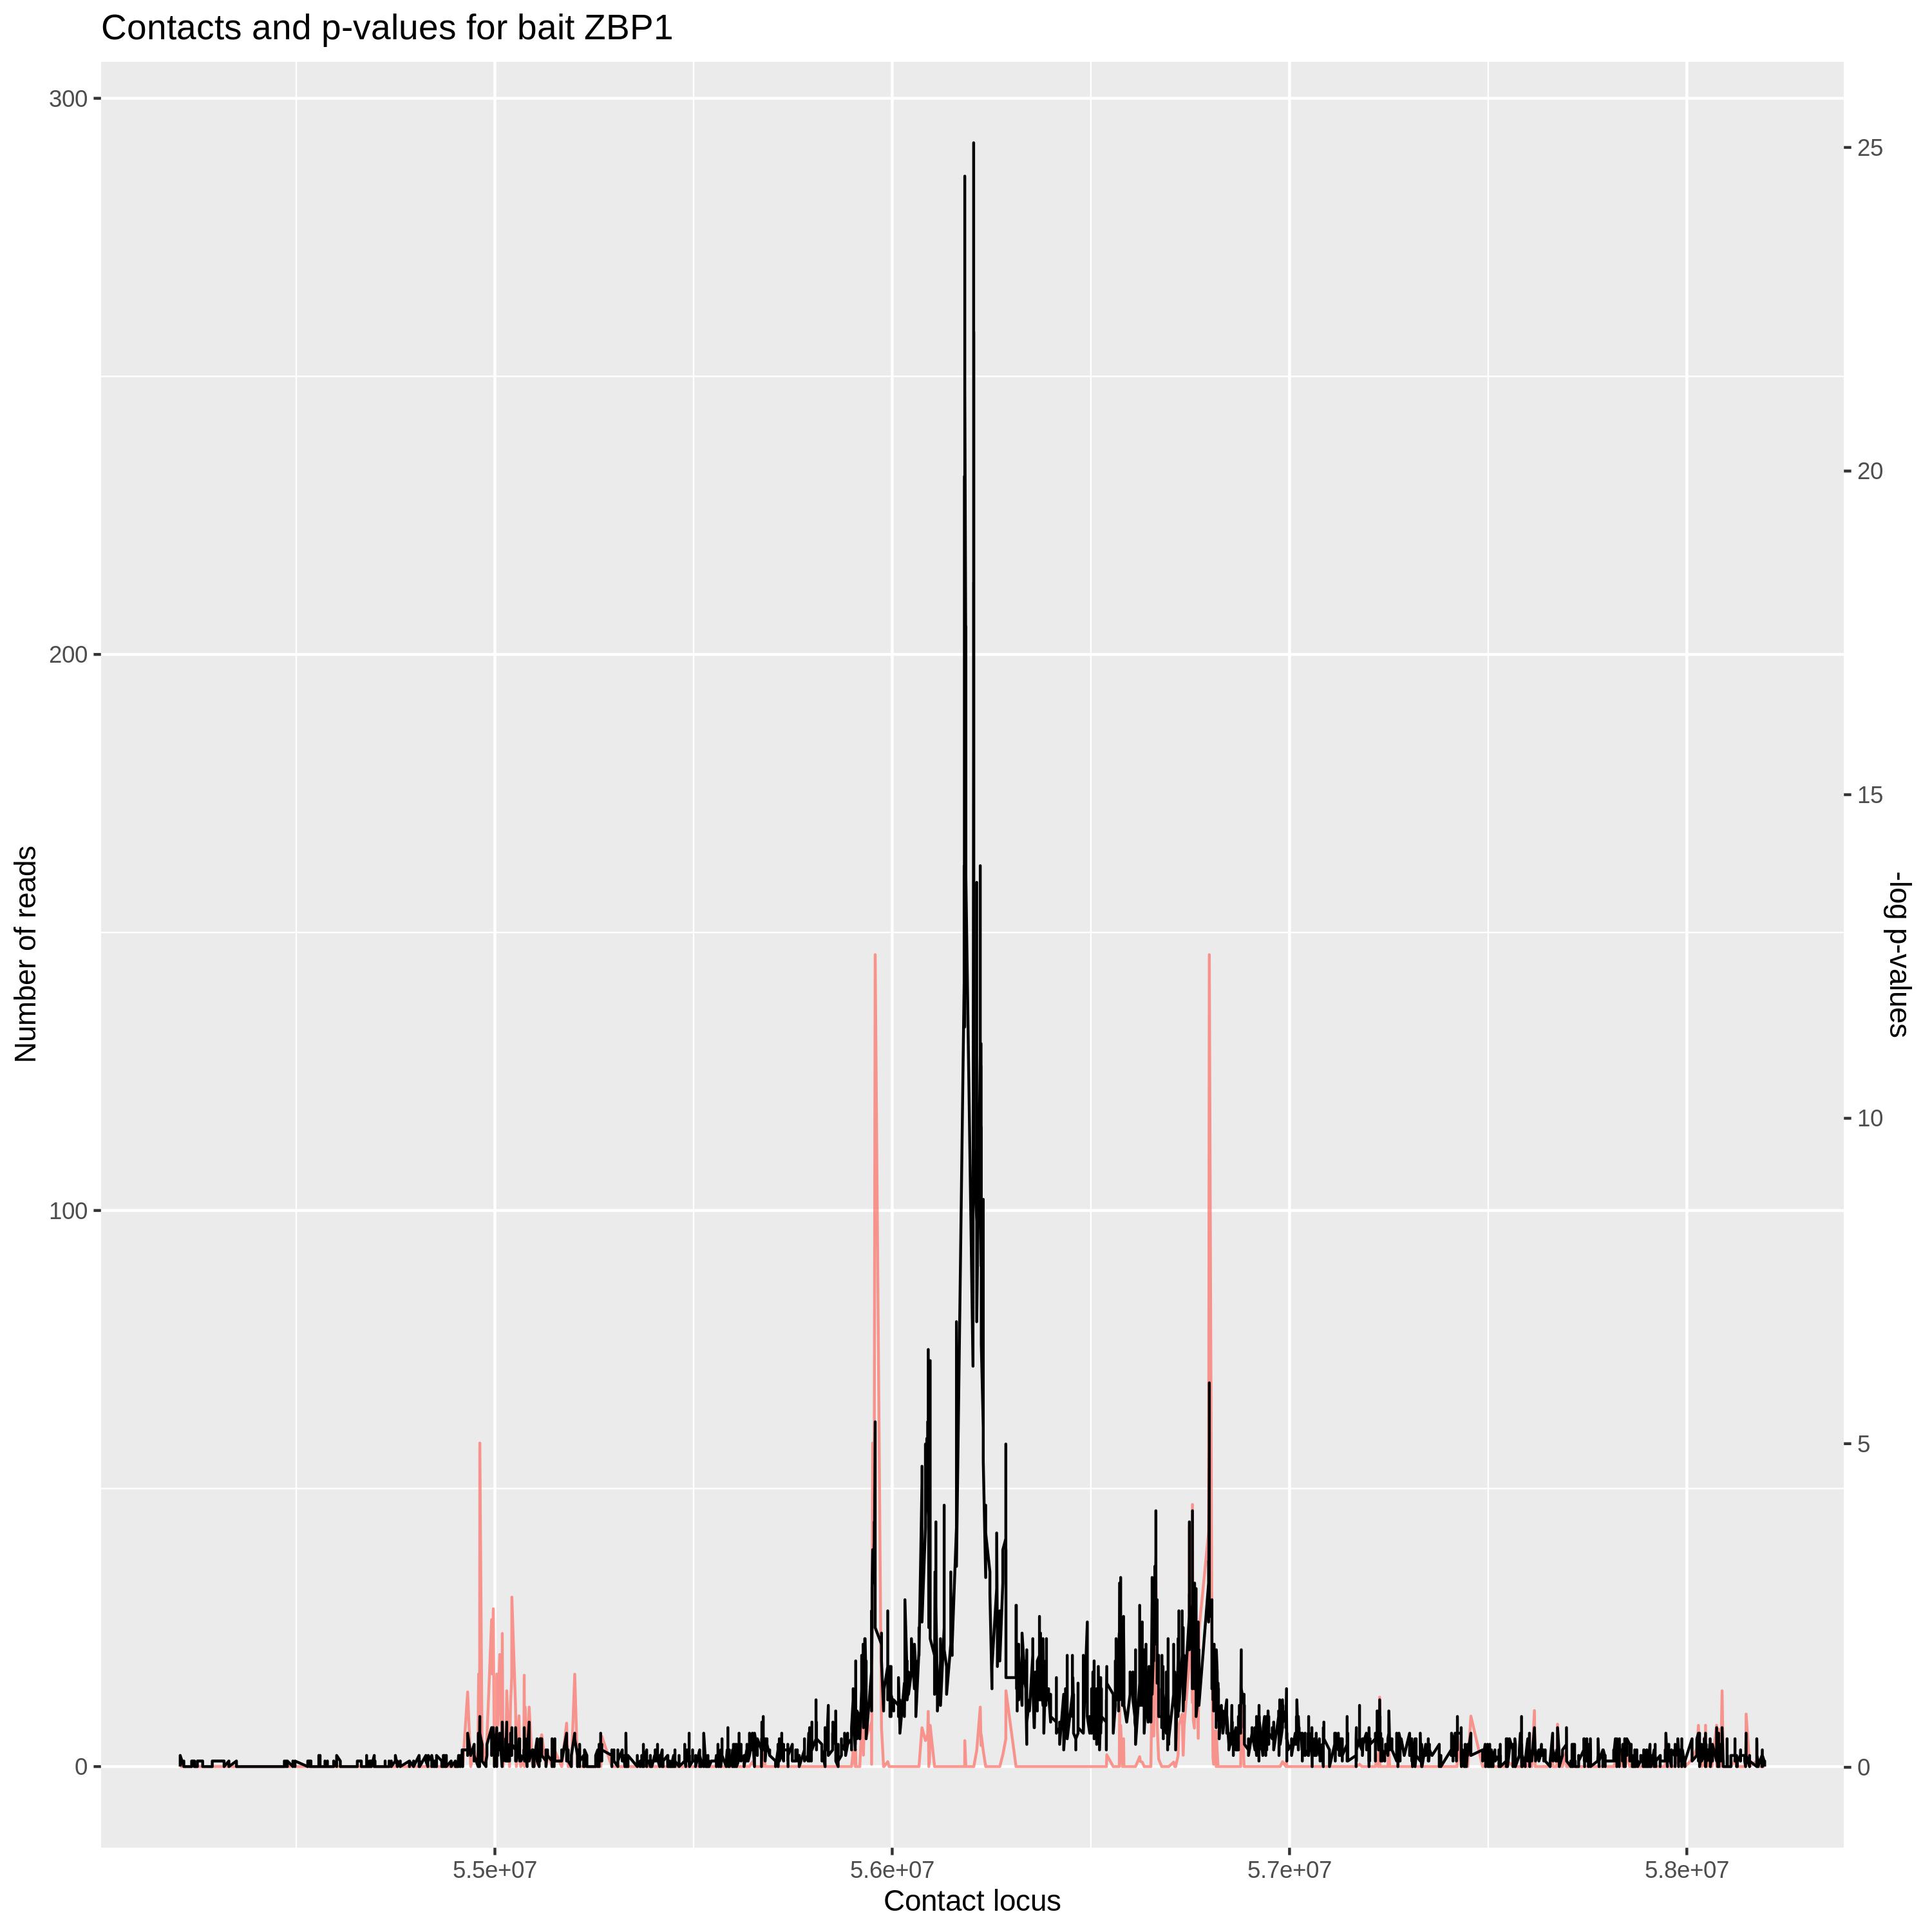 Contacts and p-values for bait ZBP1
300
200
100
0
Number of reads
25
20
15
10
5
0
-log p-values
5.5e+07
5.6e+07
5.7e+07
5.8e+07
Contact locus